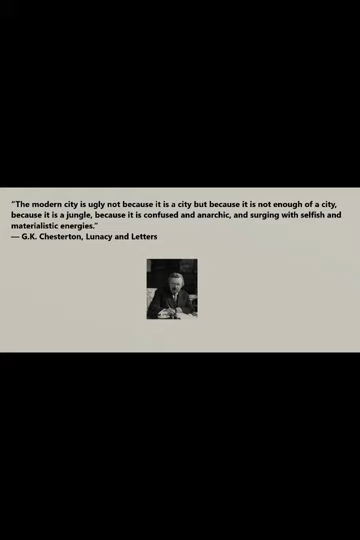 “The modern city is ugly not because it is a city but because it is not enough of a city,
because it is a jungle, because it is confused and anarchic, and surging with selfish and
materialistic energies.”
― G.K. Chesterton, Lunacy and Letters